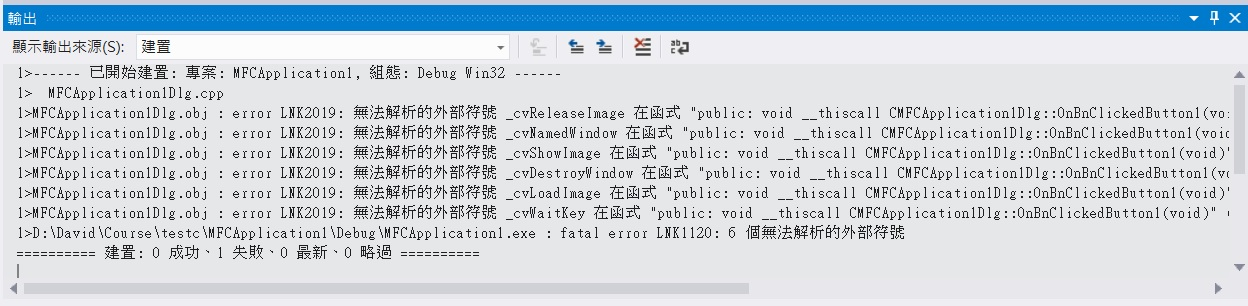 輸出
顯示輸出來源(S): 建置
1>------ 已開始建置: 專案: MFCApplication1, 組態: Debug Win32 ------
1>  MFCApplication1Dlg.cpp
1>MFCApplication1Dlg.obj : error LNK2019: 無法解析的外部符號 _cvReleaseImage 在函式 "public: void __thiscall CMFCApplication1Dlg::OnBnClickedButton1(voi
1>MFCApplication1Dlg.obj : error LNK2019: 無法解析的外部符號 _cvNamedWindow 在函式 "public: void __thiscall CMFCApplication1Dlg::OnBnClickedButton1(void
1>MFCApplication1Dlg.obj : error LNK2019: 無法解析的外部符號 _cvShowImage 在函式 "public: void __thiscall CMFCApplication1Dlg::OnBnClickedButton1(void)"
1>MFCApplication1Dlg.obj : error LNK2019: 無法解析的外部符號 _cvDestroyWindow 在函式 "public: void __thiscall CMFCApplication1Dlg::OnBnClickedButton1(vo
1>MFCApplication1Dlg.obj : error LNK2019: 無法解析的外部符號 _cvLoadImage 在函式 "public: void __thiscall CMFCApplication1Dlg::OnBnClickedButton1(void)"
1>MFCApplication1Dlg.obj : error LNK2019: 無法解析的外部符號 _cvWaitKey 在函式 "public: void __thiscall CMFCApplication1Dlg::OnBnClickedButton1(void)"
1>D:\David\Course\testc\MFCApplication1\Debug\MFCApplication1.exe : fatal error LNK1120: 6 個無法解析的外部符號
========== 建置: 0 成功、1 失敗、0 最新、0 略過 ==========